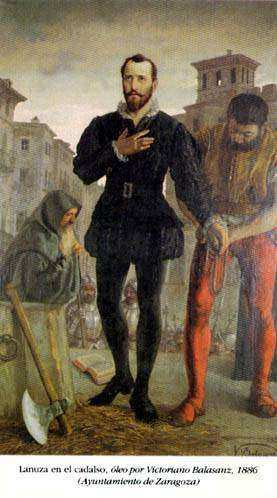 Lanuza en el cadalso, óleo por Victoriano Balasanz, 1886
(Ayuntamiento de Zaragoza)